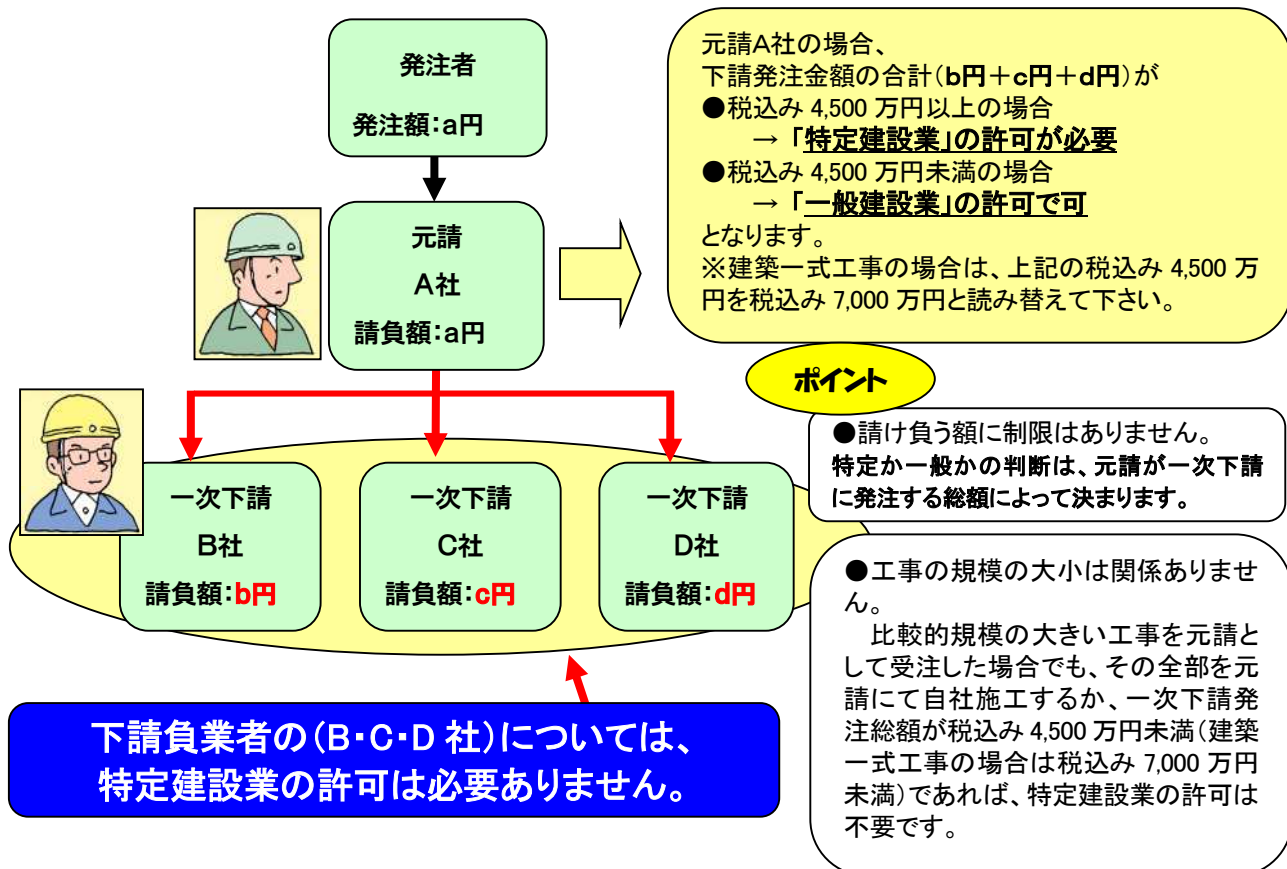 発注者
発注額：a円
元請
A社
請負額：a円
元請A社の場合、
下請発注金額の合計（b円＋c円＋d円）が
●税込み 4,500 万円以上の場合
→ 「特定建設業」の許可が必要
●税込み 4,500 万円未満の場合
→ 「一般建設業」の許可で可
となります。
※建築一式工事の場合は、上記の税込み 4,500 万
円を税込み 7,000 万円と読み替えて下さい。
ポイント
●請け負う額に制限はありません。
特定か一般かの判断は、元請が一次下請
に発注する総額によって決まります。
一次下請
B社
請負額：b円
一次下請
C社
請負額：c円
一次下請
D社
請負額：d円
●工事の規模の大小は関係ありませ
ん。
比較的規模の大きい工事を元請と
して受注した場合でも、その全部を元
請にて自社施工するか、一次下請発
注総額が税込み 4,500 万円未満（建築
一式工事の場合は税込み 7,000 万円
未満）であれば、特定建設業の許可は
不要です。
下請負業者の（B・C・D 社）については、
特定建設業の許可は必要ありません。